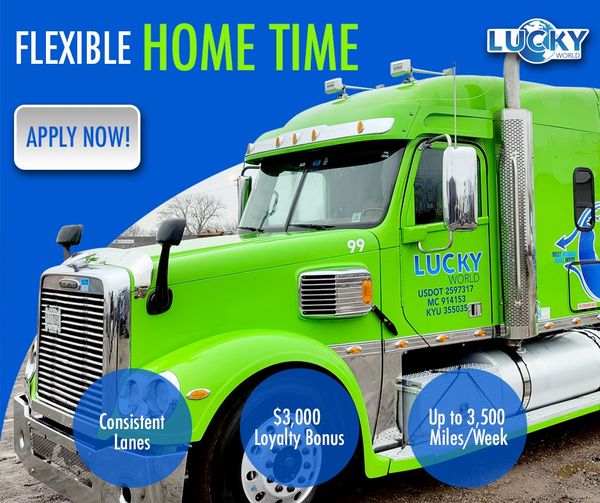 FLEXIBLE HOME TIME
LUCKY
WORLD
APPLY NOW!
99
LUCKY
WORLD
USDOT 2597317
MC 914153
KYU 355035
Consistent
Lanes
$3,000
Loyalty Bonus
Up to 3,500
Miles/Week